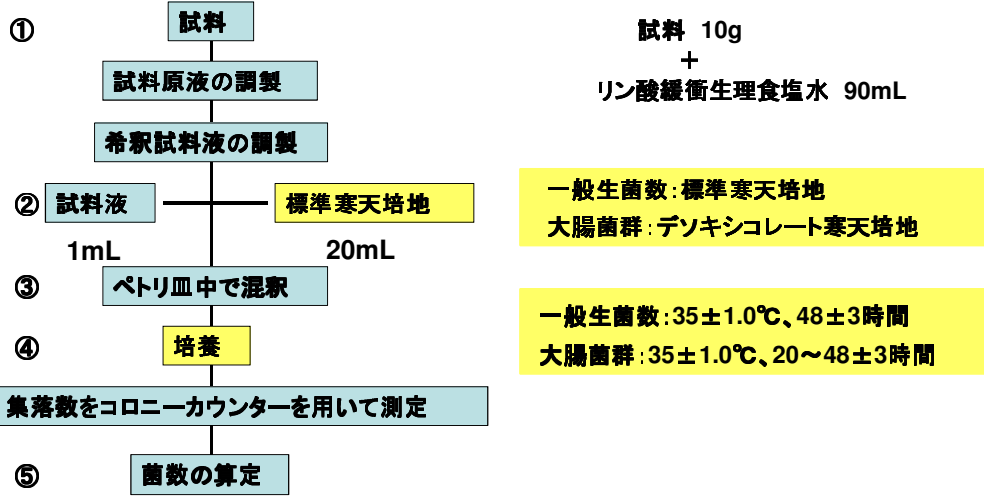 ① 試料
試料 10g
+
リン酸緩衝生理食塩水 90mL
試料原液の調製
希釈試料液の調製
② 試料液 標準寒天培地
1mL 20mL
一般生菌数:標準寒天培地
大腸菌群:デソキシコレート寒天培地
③ ペトリ皿中で混釈
④ 培養
一般生菌数:35±1.0℃、48±3時間
大腸菌群:35±1.0℃、20~48±3時間
集落数をコロニーカウンターを用いて測定
⑤ 菌数の算定